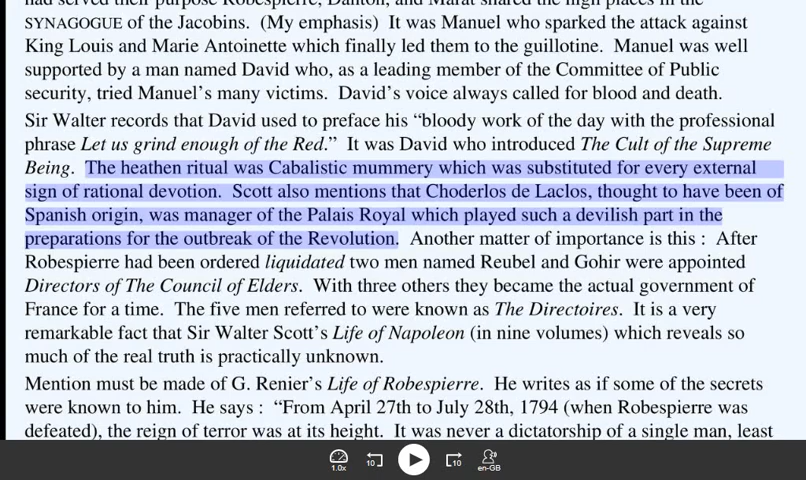 had served their purpose Robespierre, Danton, and Marat shared the high places in the
SYNAGOGUE of the Jacobins. (My emphasis) It was Manuel who sparked the attack against
King Louis and Marie Antoinette which finally led them to the guillotine. Manuel was well
supported by a man named David who, as a leading member of the Committee of Public
security, tried Manuel's many victims. David's voice always called for blood and death.
Sir Walter records that David used to preface his “bloody work of the day with the professional
phrase Let us grind enough of the Red.” It was David who introduced The Cult of the Supreme
Being. The heathen ritual was Cabalistic mummery which was substituted for every external
sign of rational devotion. Scott also mentions that Choderlos de Laclos, thought to have been of
Spanish origin, was manager of the Palais Royal which played such a devilish part in the
preparations for the outbreak of the Revolution. Another matter of importance is this : After
Robespierre had been ordered liquidated two men named Reubel and Gohir were appointed
Directors of The Council of Elders. With three others they became the actual government of
France for a time. The five men referred to were known as The Directoires. It is a very
remarkable fact that Sir Walter Scott's Life of Napoleon (in nine volumes) which reveals so
much of the real truth is practically unknown.
Mention must be made of G. Renier's Life of Robespierre. He writes as if some of the secrets
were known to him. He says : “From April 27th to July 28th, 1794 (when Robespierre was
defeated), the reign of terror was at its height. It was never a dictatorship of a single man, least
1.0x 10 10 en-GB